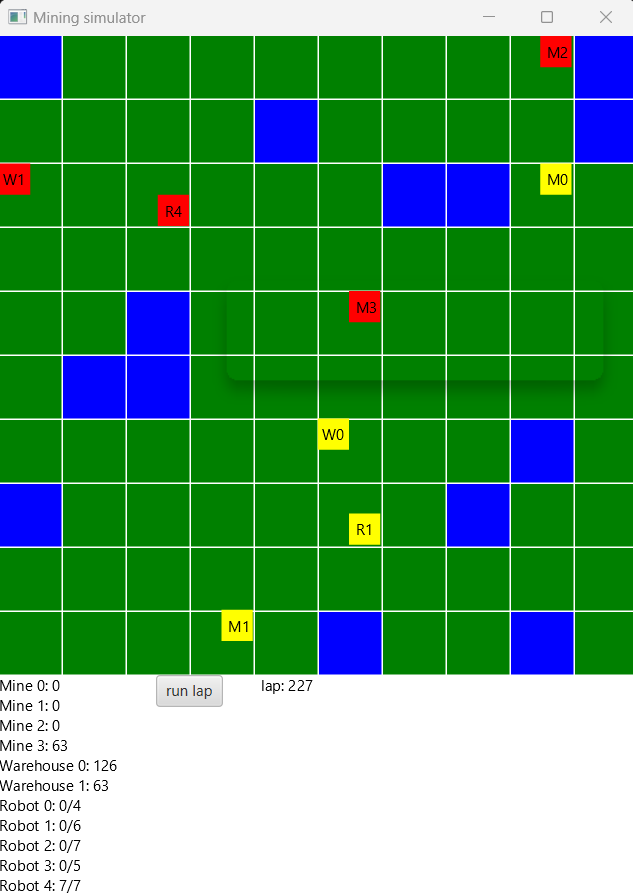 Mining simulator
M2
W1
M0
R4
M3
W0
R1
M1
Mine 0: 0
run lap
lap: 227
Mine 1: 0
Mine 2: 0
Mine 3: 63
Warehouse 0: 126
Warehouse 1: 63
Robot 0: 0/4
Robot 1: 0/6
Robot 2: 0/7
Robot 3: 0/5
Robot 4: 7/7